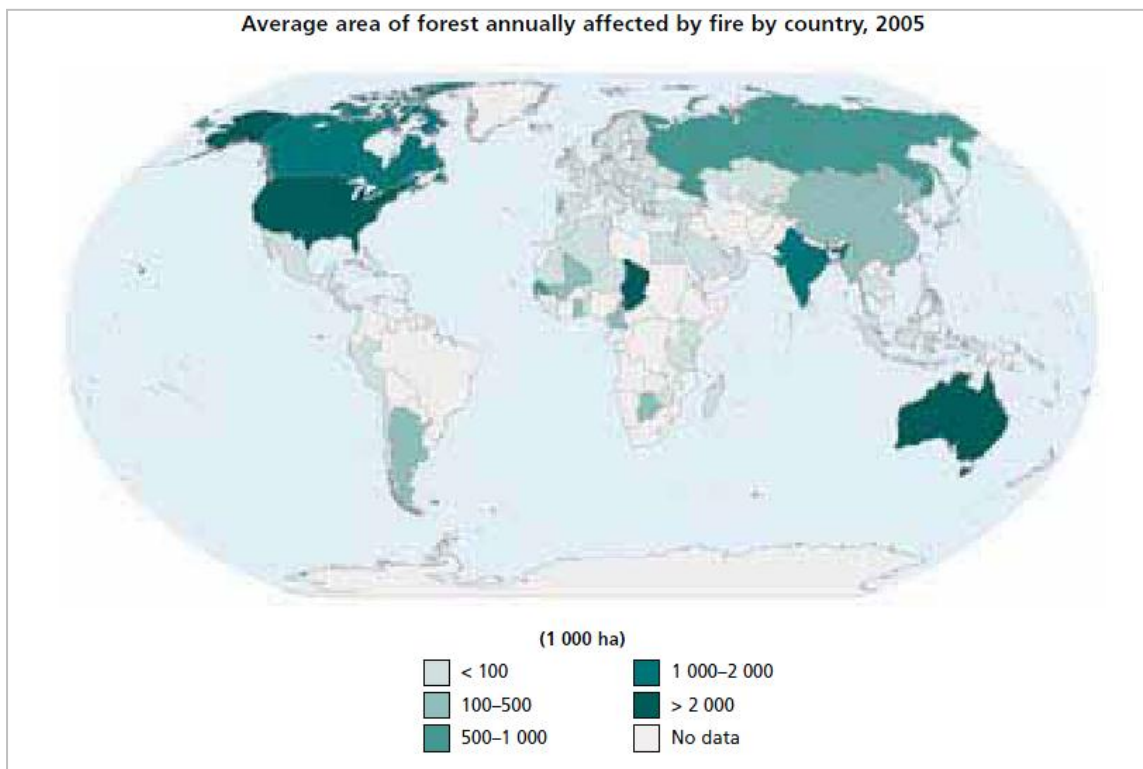 Average area of forest annually affected by fire by country, 2005
(1 000 ha)
< 100
100–500
500–1 000
1 000–2 000
> 2 000
No data